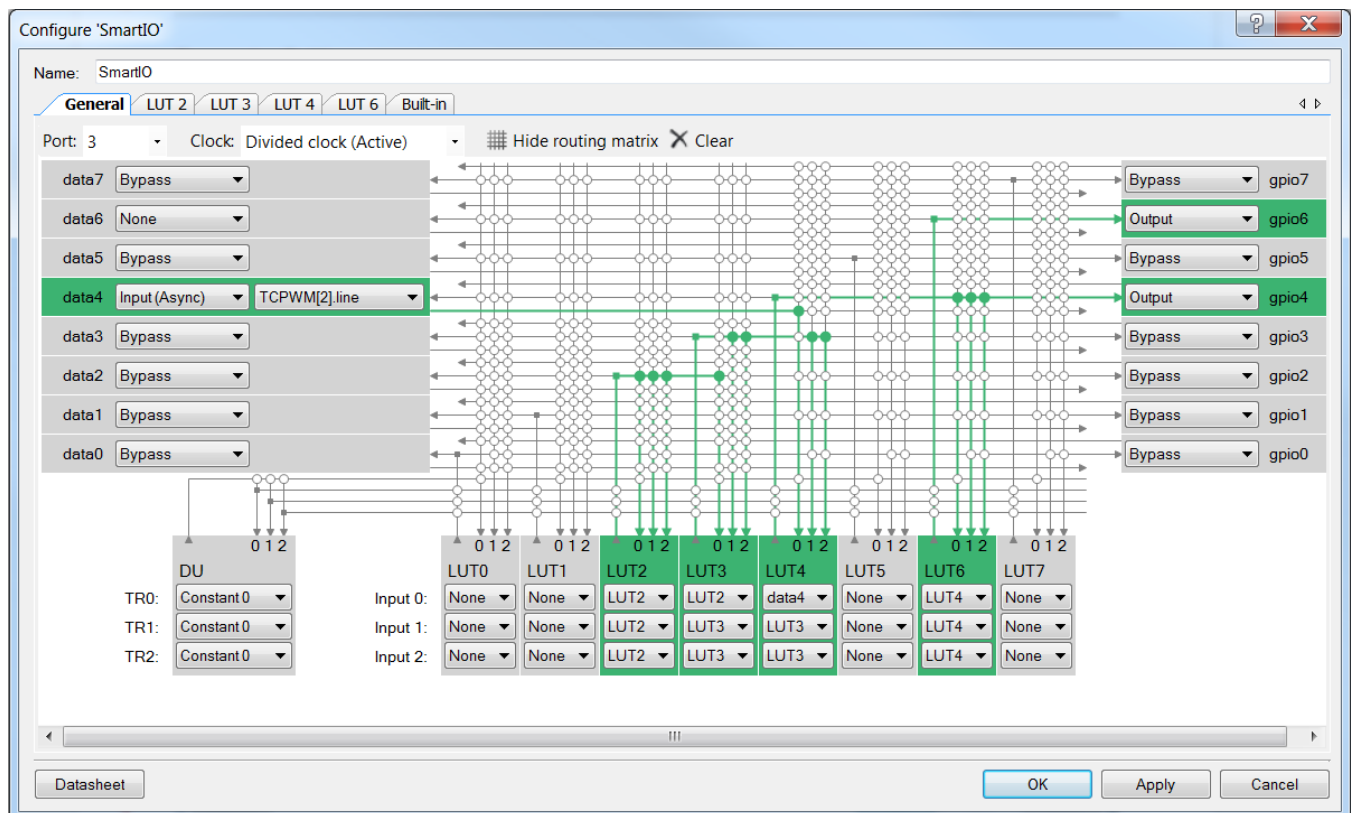 Configure 'SmartIO'
Name: SmartIO
General LUT 2 LUT 3 LUT 4 LUT 6 Built-in
Port: 3 Clock: Divided clock (Active) Hide routing matrix Clear
data7 Bypass Bypass gpio7
data6 None Output gpio6
data5 Bypass Bypass gpio5
data4 Input (Async) TCPWM[2].line Output gpio4
data3 Bypass Bypass gpio3
data2 Bypass Bypass gpio2
data1 Bypass Bypass gpio1
data0 Bypass Bypass gpio0
0 1 2 0 1 2 0 1 2 0 1 2 0 1 2 0 1 2 0 1 2 0 1 2 0 1 2
DU LUT0 LUT1 LUT2 LUT3 LUT4 LUT5 LUT6 LUT7
TR0: Constant 0 Input 0: None None LUT2 LUT2 data4 None LUT4 None
TR1: Constant 0 Input 1: None None LUT2 LUT3 LUT3 None LUT4 None
TR2: Constant 0 Input 2: None None LUT2 LUT3 LUT3 None LUT4 None
Datasheet OK Apply Cancel